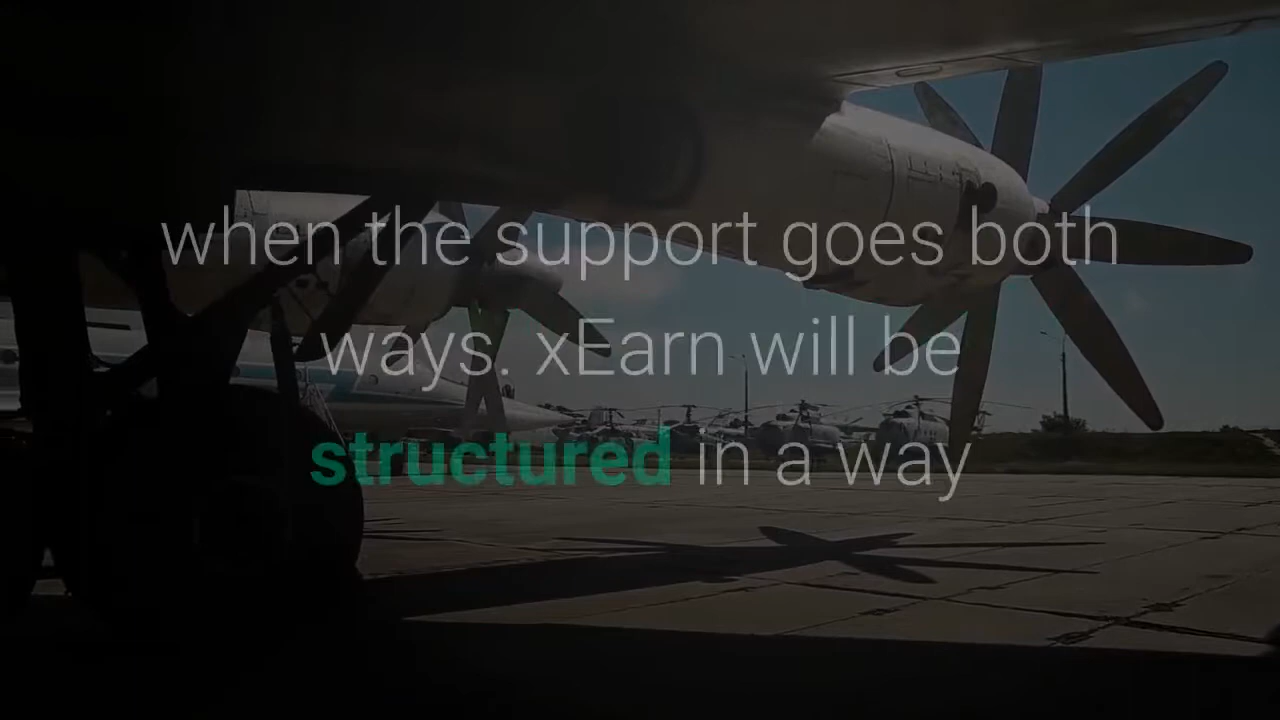 when the support goes both
ways. xEarn will be
structured in a way